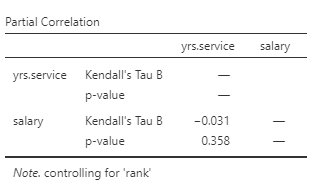 Partial Correlation
yrs.service salary
yrs.service Kendall's Tau B —
p-value —
salary Kendall's Tau B −0.031 —
p-value 0.358 —
Note. controlling for 'rank'